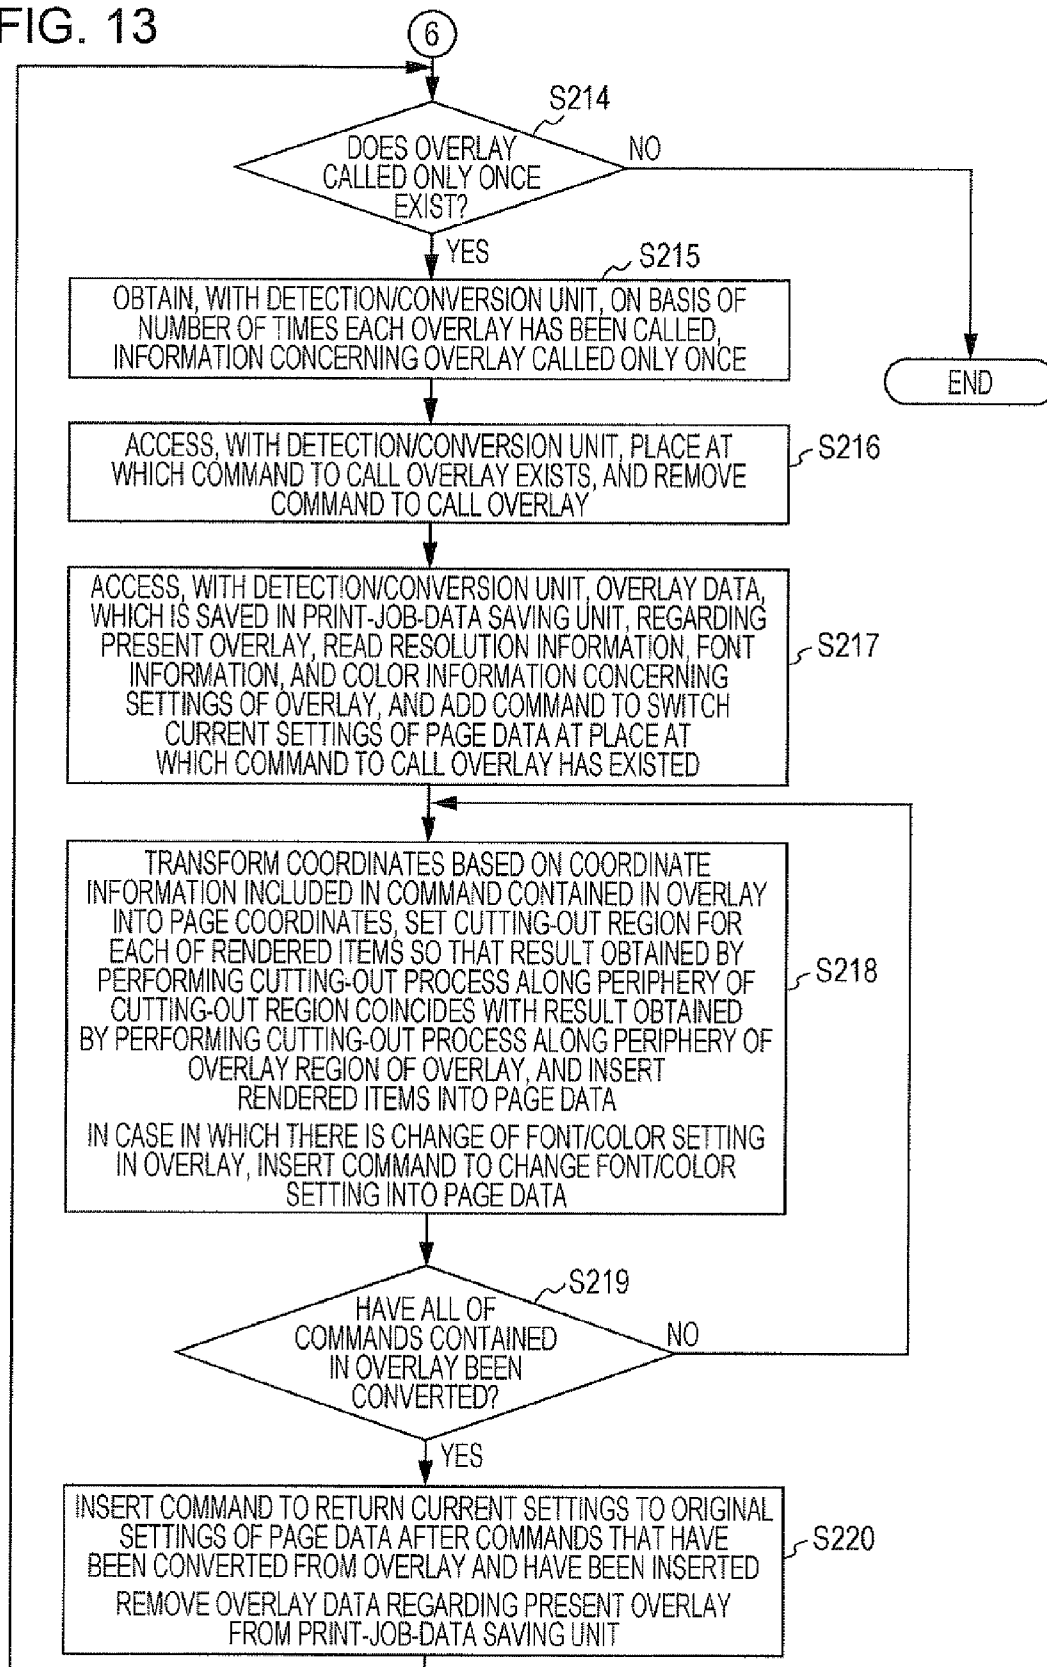 FIG. 13
6
S214
DOES OVERLAY
CALLED ONLY ONCE
EXIST?
NO
YES
S215
OBTAIN, WITH DETECTION/CONVERSION UNIT, ON BASIS OF
NUMBER OF TIMES EACH OVERLAY HAS BEEN CALLED,
INFORMATION CONCERNING OVERLAY CALLED ONLY ONCE
END
ACCESS, WITH DETECTION/CONVERSION UNIT, PLACE AT
WHICH COMMAND TO CALL OVERLAY EXISTS, AND REMOVE
COMMAND TO CALL OVERLAY
S216
ACCESS, WITH DETECTION/CONVERSION UNIT, OVERLAY DATA,
WHICH IS SAVED IN PRINT-JOB-DATA SAVING UNIT, REGARDING
PRESENT OVERLAY, READ RESOLUTION INFORMATION, FONT
INFORMATION, AND COLOR INFORMATION CONCERNING
SETTINGS OF OVERLAY, AND ADD COMMAND TO SWITCH
CURRENT SETTINGS OF PAGE DATA AT PLACE AT
WHICH COMMAND TO CALL OVERLAY HAS EXISTED
S217
TRANSFORM COORDINATES BASED ON COORDINATE
INFORMATION INCLUDED IN COMMAND CONTAINED IN OVERLAY
INTO PAGE COORDINATES, SET CUTTING-OUT REGION FOR
EACH OF RENDERED ITEMS SO THAT RESULT OBTAINED BY
PERFORMING CUTTING-OUT PROCESS ALONG PERIPHERY OF
CUTTING-OUT REGION COINCIDES WITH RESULT OBTAINED
BY PERFORMING CUTTING-OUT PROCESS ALONG PERIPHERY OF
OVERLAY REGION OF OVERLAY, AND INSERT
RENDERED ITEMS INTO PAGE DATA
IN CASE IN WHICH THERE IS CHANGE OF FONT/COLOR SETTING
IN OVERLAY, INSERT COMMAND TO CHANGE FONT/COLOR
SETTING INTO PAGE DATA
S218
S219
HAVE ALL OF
COMMANDS CONTAINED
IN OVERLAY BEEN
CONVERTED?
NO
YES
INSERT COMMAND TO RETURN CURRENT SETTINGS TO ORIGINAL
SETTINGS OF PAGE DATA AFTER COMMANDS THAT HAVE
BEEN CONVERTED FROM OVERLAY AND HAVE BEEN INSERTED
REMOVE OVERLAY DATA REGARDING PRESENT OVERLAY
FROM PRINT-JOB-DATA SAVING UNIT
S220